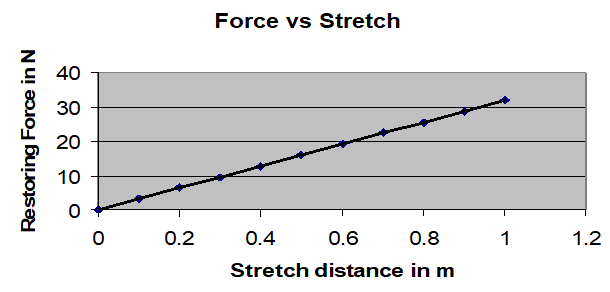 Force vs Stretch
Restoring Force in N
40
30
20
10
0
0 0.2 0.4 0.6 0.8 1 1.2
Stretch distance in m